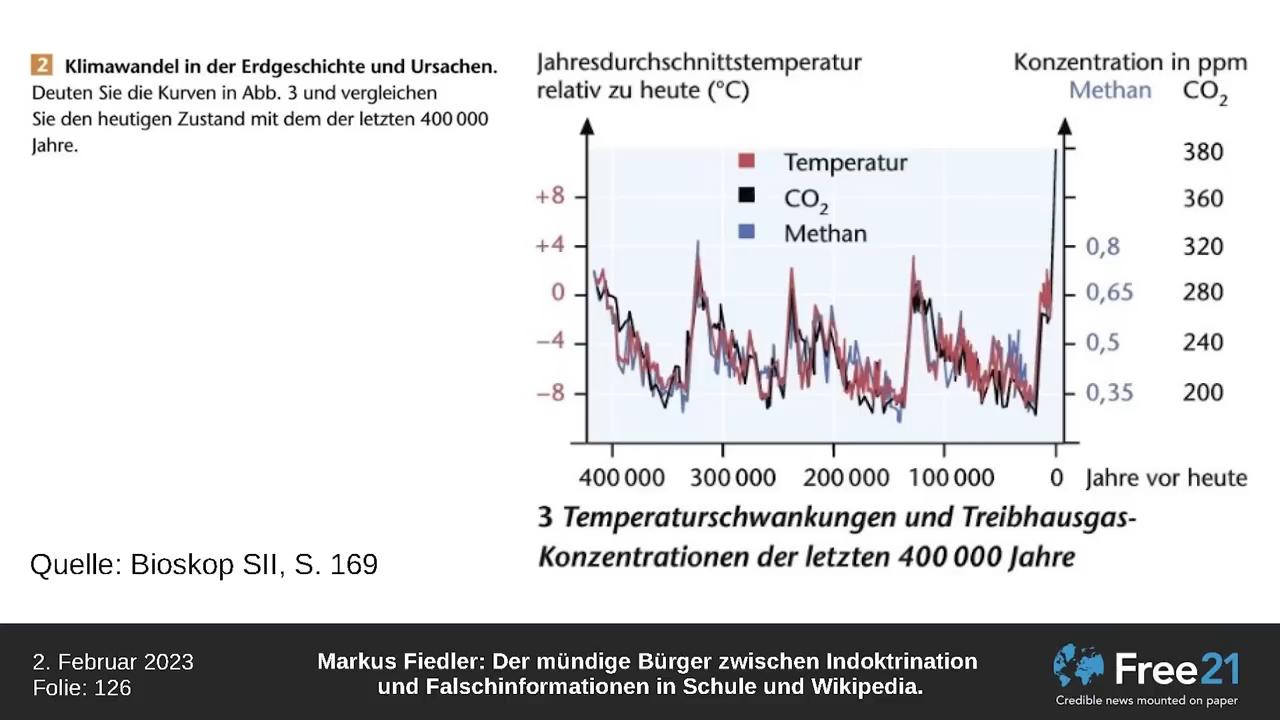 2 Klimawandel in der Erdgeschichte und Ursachen.
Deuten Sie die Kurven in Abb. 3 und vergleichen
Sie den heutigen Zustand mit dem der letzten 400 000
Jahre.
Jahresdurchschnittstemperatur
relativ zu heute (°C)
Konzentration in ppm
Methan CO₂
Temperatur
CO₂
Methan
+8
+4
0
−4
−8
0,8
0,65
0,5
0,35
380
360
320
280
240
200
400 000 300 000 200 000 100 000 0 Jahre vor heute
3 Temperaturschwankungen und Treibhausgas-
Konzentrationen der letzten 400 000 Jahre
Quelle: Bioskop SII, S. 169
2. Februar 2023
Folie: 126
Markus Fiedler: Der mündige Bürger zwischen Indoktrination
und Falschinformationen in Schule und Wikipedia.
Free21
Credible news mounted on paper